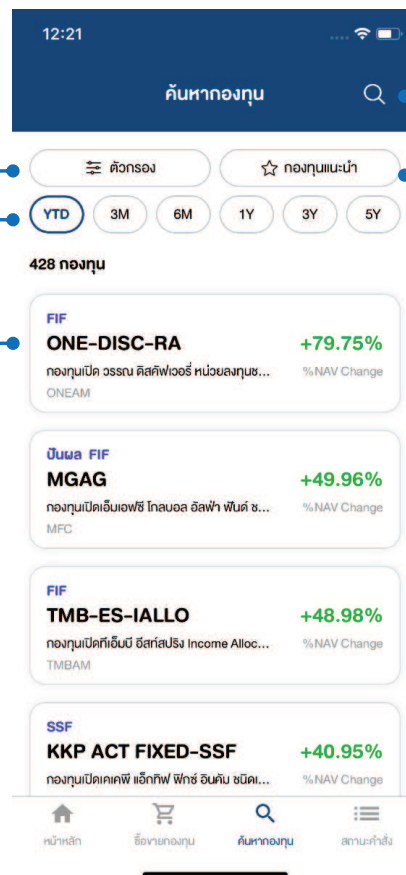 12:21
ค้นหากองทุน
ตัวกรอง
กองทุนแนะนำ
YTD 3M 6M 1Y 3Y 5Y
428 กองทุน
FIF
ONE-DISC-RA +79.75%
กองทุนเปิด วรรณ ดิสคัฟเวอรี่ หน่วยลงทุนช... %NAV Change
ONEAM
ปันผล FIF
MGAG +49.96%
กองทุนเปิดเอ็มเอฟซี โกลบอล อัลฟ่า ฟันด์ ช... %NAV Change
MFC
FIF
TMB-ES-IALLO +48.98%
กองทุนเปิดทีเอ็มบี อีสท์สปริง Income Alloc... %NAV Change
TMBAM
SSF
KKP ACT FIXED-SSF +40.95%
กองทุนเปิดเคเคพี แอ็กทิฟ ฟิกซ์ อินคัม ชนิดเ... %NAV Change
หน้าหลัก ซื้อขายกองทุน ค้นหากองทุน สถานะคำสั่ง